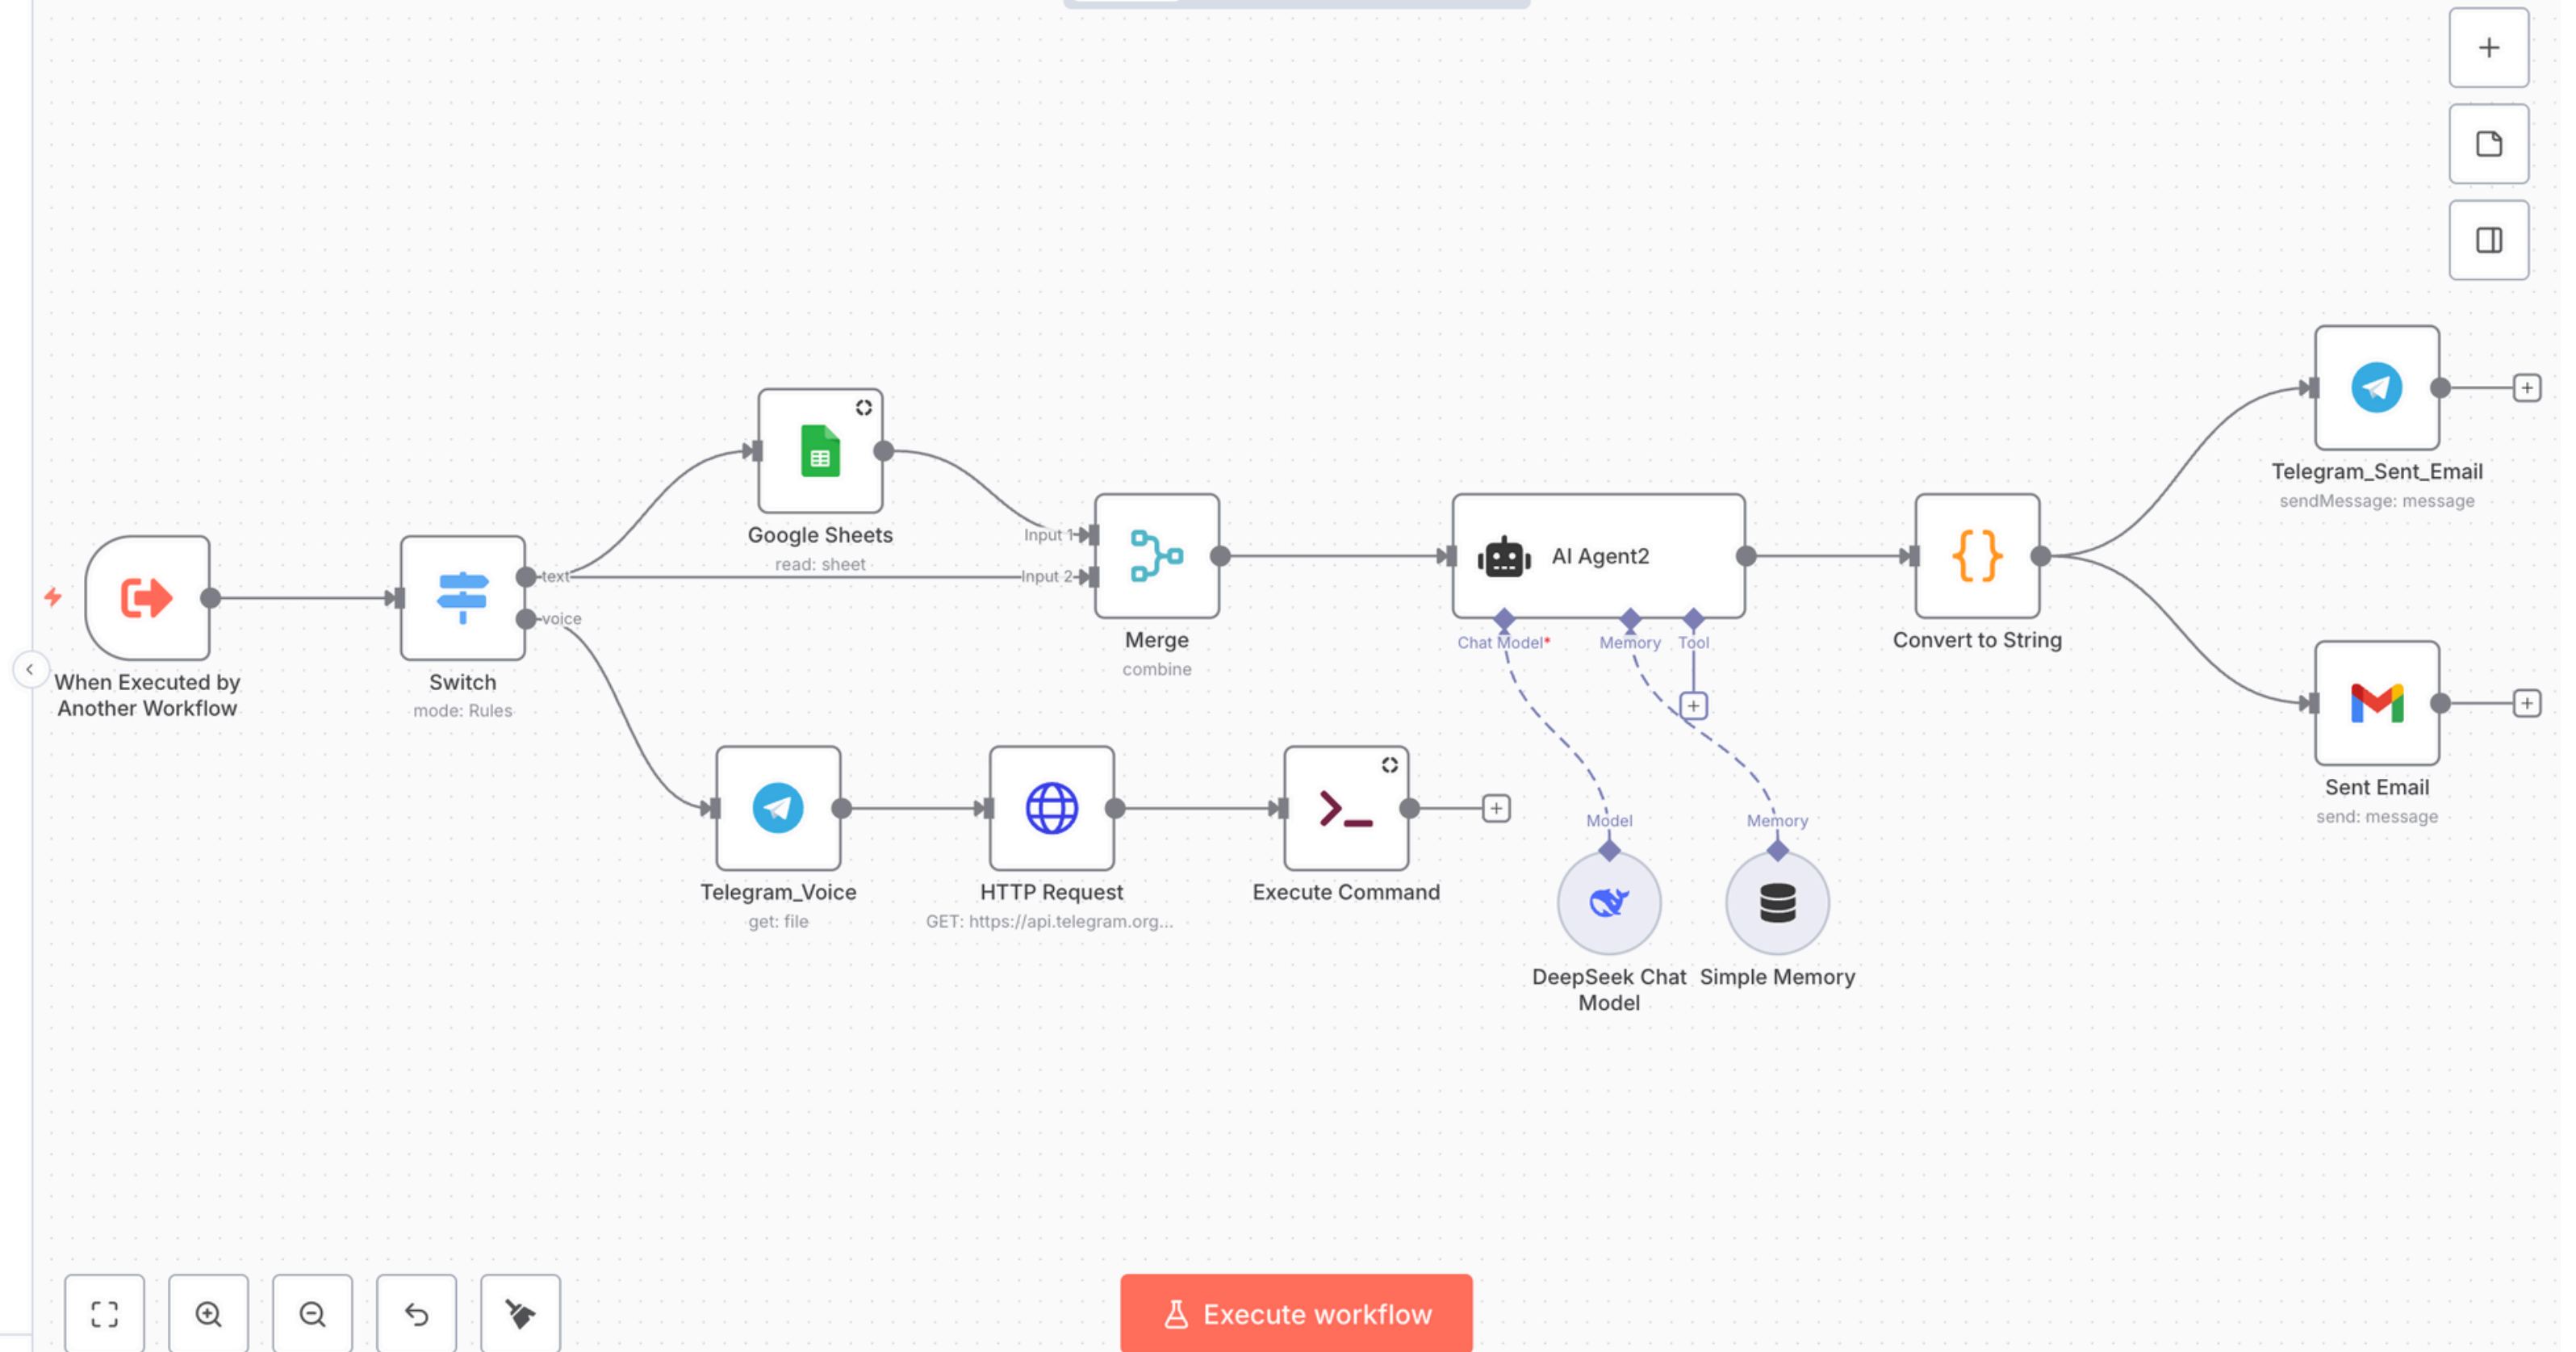 Google Sheets
read: sheet
Telegram_Sent_Email
sendMessage: message
Input 1
Input 2
text
voice
AI Agent2
Merge
combine
Chat Model*
Memory
Tool
Convert to String
When Executed by
Another Workflow
Switch
mode: Rules
Sent Email
send: message
Model
Memory
Telegram_Voice
get: file
HTTP Request
GET: https://api.telegram.org...
Execute Command
DeepSeek Chat
Model
Simple Memory
Execute workflow